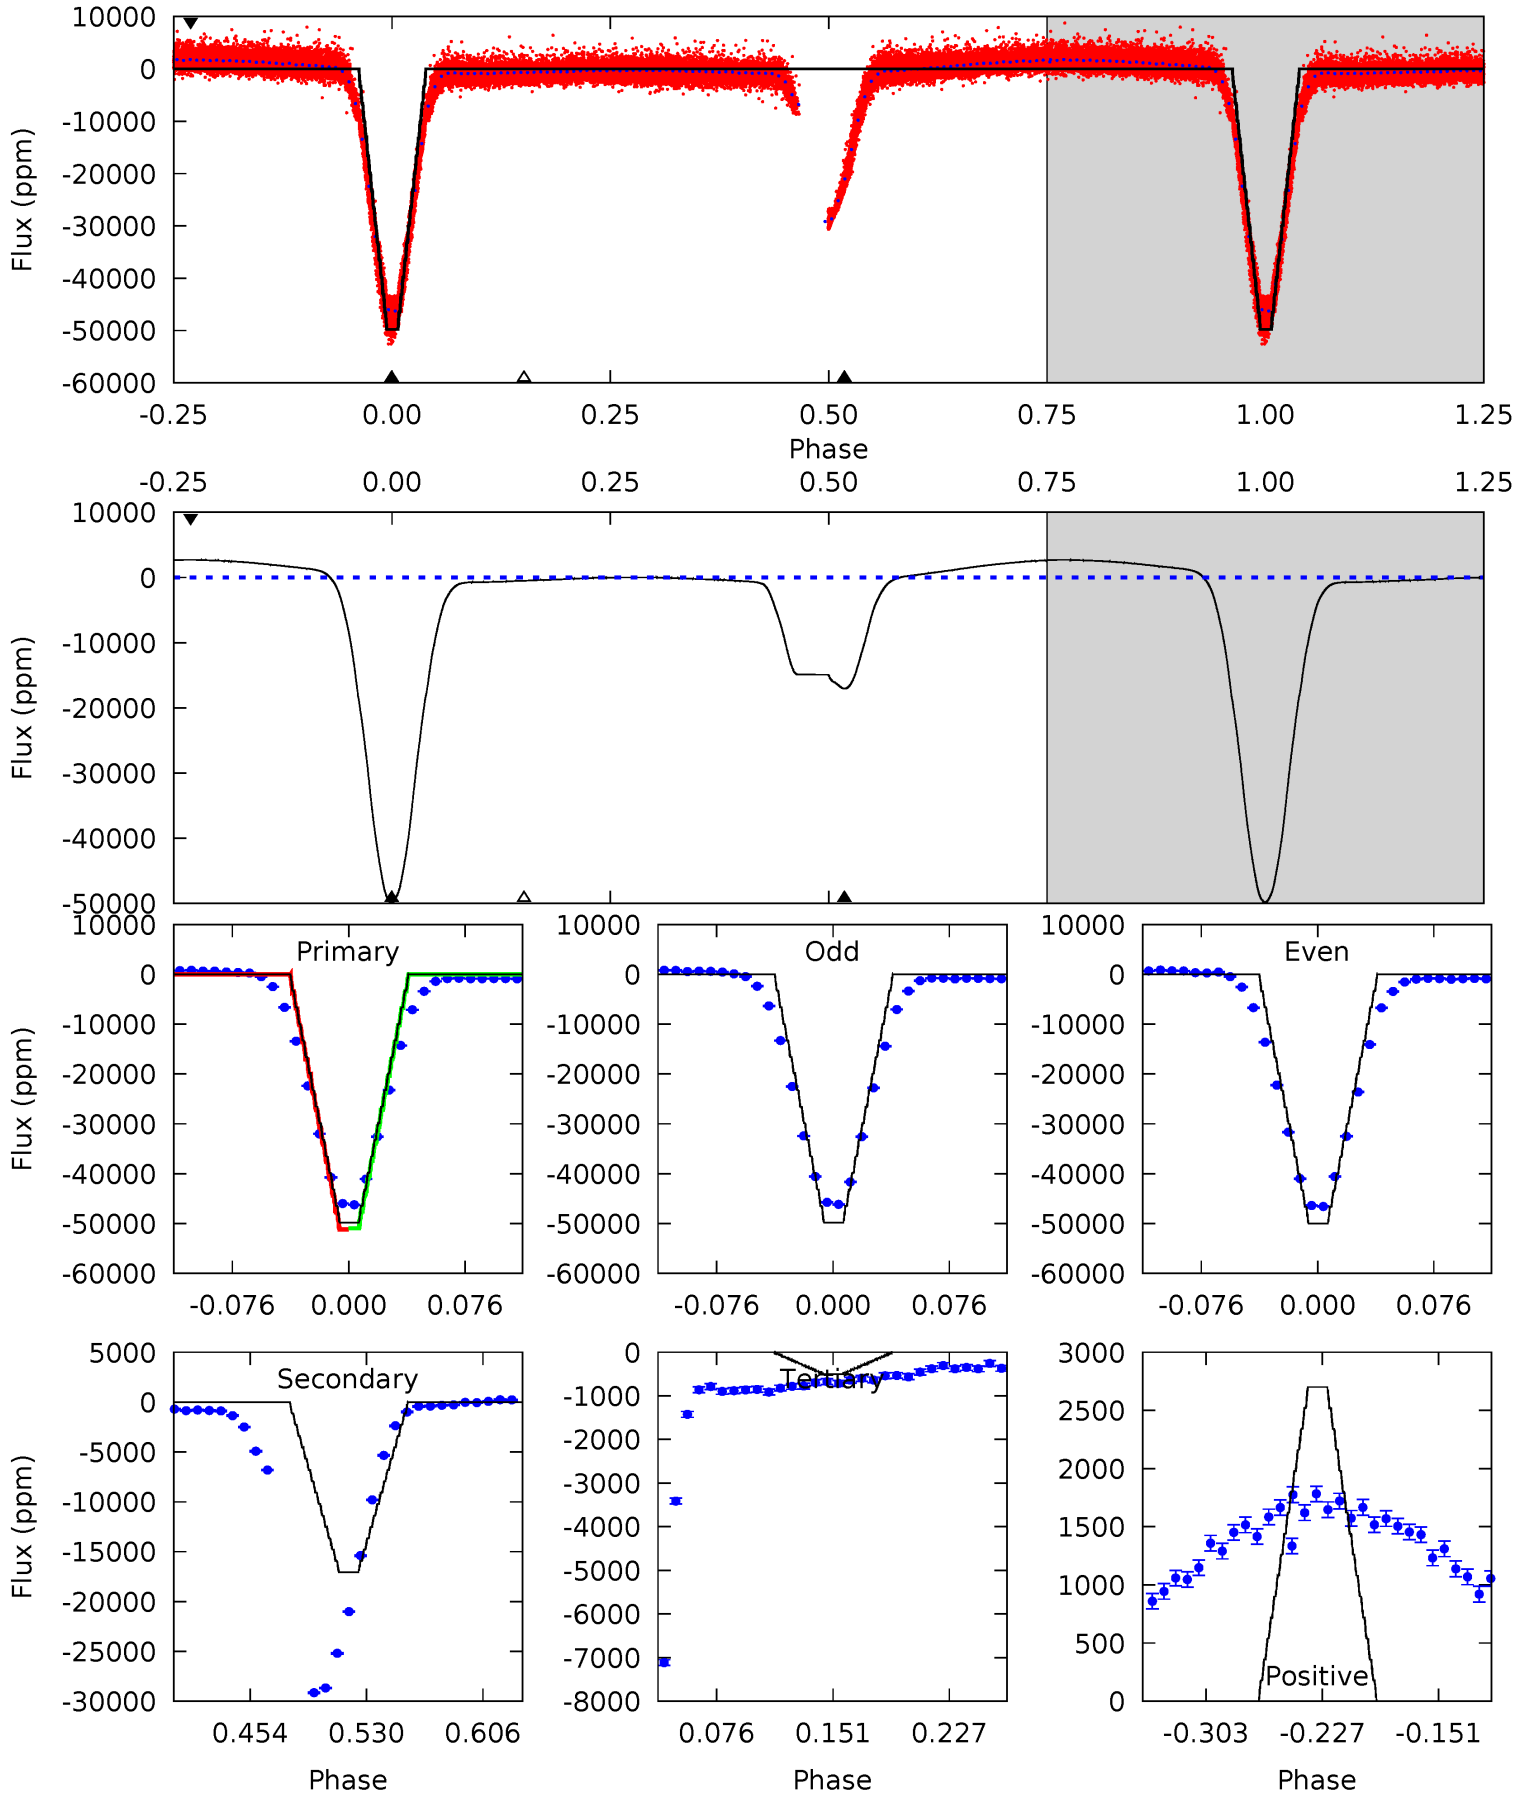 10000
0
-10000
-20000
-30000
-40000
-50000
-60000
Flux (ppm)
-0.25 0.00 0.25 0.50 0.75 1.00 1.25
Phase
-0.25 0.00 0.25 0.50 0.75 1.00 1.25
10000
0
-10000
-20000
-30000
-40000
-50000
Flux (ppm)
Primary
10000
0
-10000
-20000
-30000
-40000
-50000
-60000
Flux (ppm)
-0.076 0.000 0.076
Odd
10000
0
-10000
-20000
-30000
-40000
-50000
-60000
-0.076 0.000 0.076
Even
10000
0
-10000
-20000
-30000
-40000
-50000
-60000
-0.076 0.000 0.076
Secondary
5000
0
-5000
-10000
-15000
-20000
-25000
-30000
Flux (ppm)
0.454 0.530 0.606
Phase
Tertiary
0
-1000
-2000
-3000
-4000
-5000
-6000
-7000
-8000
0.076 0.151 0.227
Phase
3000
2500
2000
1500
1000
500
0
Positive
-0.303 -0.227 -0.151
Phase